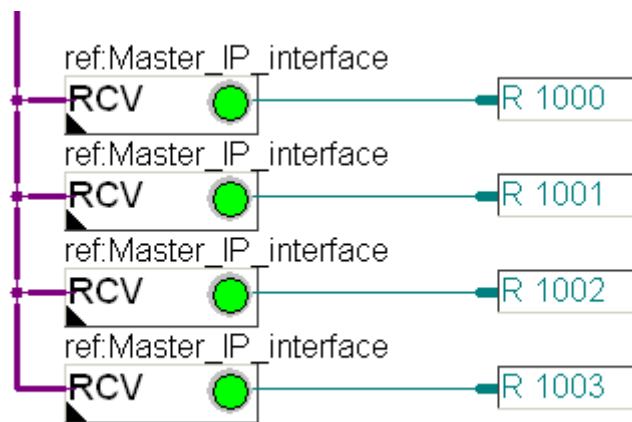 ref:Master_IP_interface
RCV R 1000
ref:Master_IP_interface
RCV R 1001
ref:Master_IP_interface
RCV R 1002
ref:Master_IP_interface
RCV R 1003